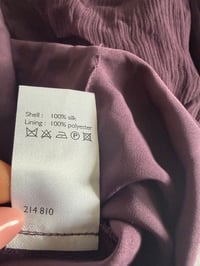 Shell : 100% silk
Lining : 100% polyester
214810